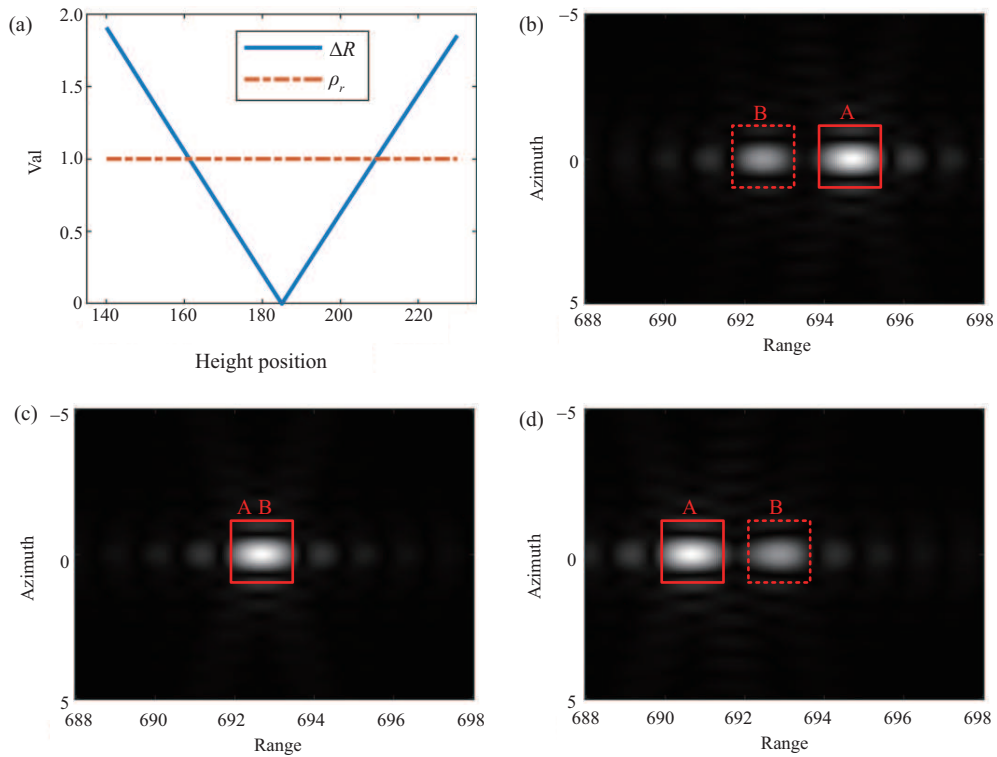 (a)
2.0
1.5
1.0
0.5
0
Val
ΔR
ρr
140
160
180
200
220
Height position
(b)
−5
0
5
Azimuth
B
A
688
690
692
694
696
698
Range
(c)
−5
0
5
Azimuth
A B
688
690
692
694
696
698
Range
(d)
−5
0
5
Azimuth
A
B
688
690
692
694
696
698
Range